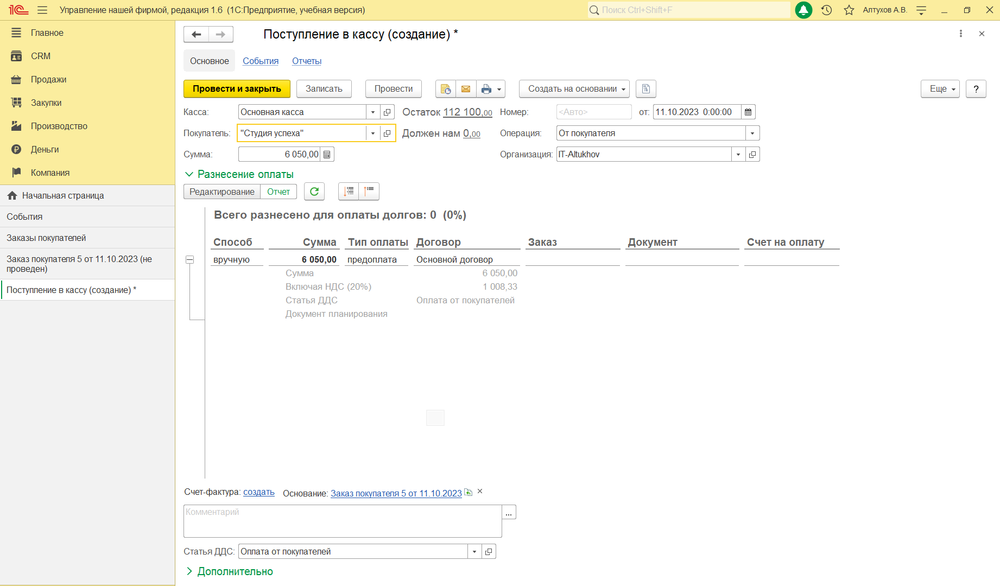 Управление нашей фирмой, редакция 1.6 (1С:Предприятие, учебная версия)
Поиск Ctrl+Shift+F
Алтухов А.В.
Главное
CRM
Продажи
Закупки
Производство
Деньги
Компания
Начальная страница
События
Заказы покупателей
Заказ покупателя 5 от 11.10.2023 (не
проведен)
Поступление в кассу (создание) *
Поступление в кассу (создание) *
Основное События Отчеты
Провести и закрыть Записать Провести Создать на основании Еще ?
Касса: Основная касса Остаток 112 100,00 Номер: <Авто> от: 11.10.2023 0:00:00
Покупатель: "Студия успеха" Должен нам 0,00 Операция: От покупателя
Сумма: 6 050,00 Организация: IT-Altukhov
Разнесение оплаты
Редактирование Отчет
Всего разнесено для оплаты долгов: 0 (0%)
Способ Сумма Тип оплаты Договор Заказ Документ Счет на оплату
вручную 6 050,00 предоплата Основной договор
Сумма 6 050,00
Включая НДС (20%) 1 008,33
Статья ДДС Оплата от покупателей
Документ планирования
Счет-фактура: создать Основание: Заказ покупателя 5 от 11.10.2023
Комментарий ...
Статья ДДС: Оплата от покупателей
Дополнительно